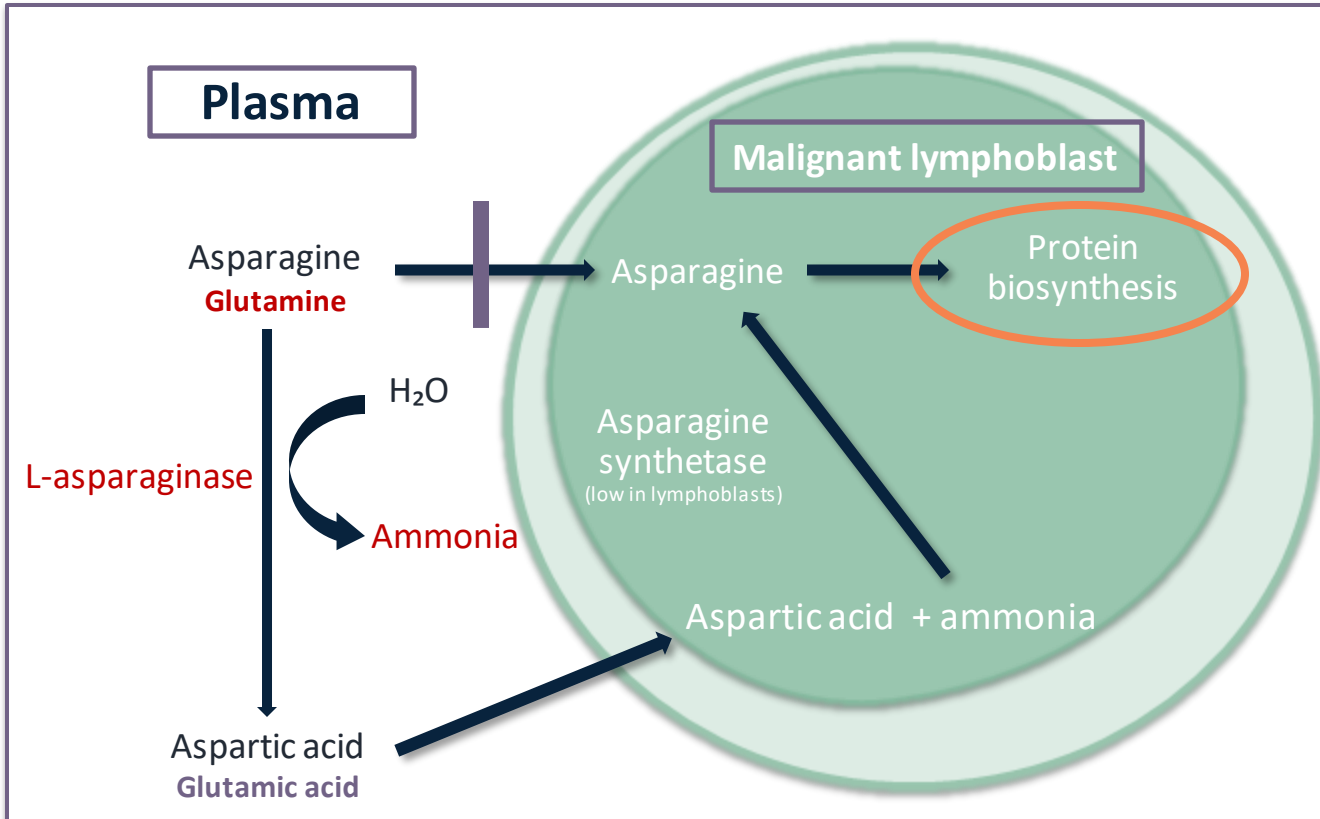 Plasma
Malignant lymphoblast
Asparagine
Glutamine
Asparagine
Protein
biosynthesis
H₂O
L-asparaginase
Ammonia
Asparagine
synthetase
(low in lymphoblasts)
Aspartic acid + ammonia
Aspartic acid
Glutamic acid